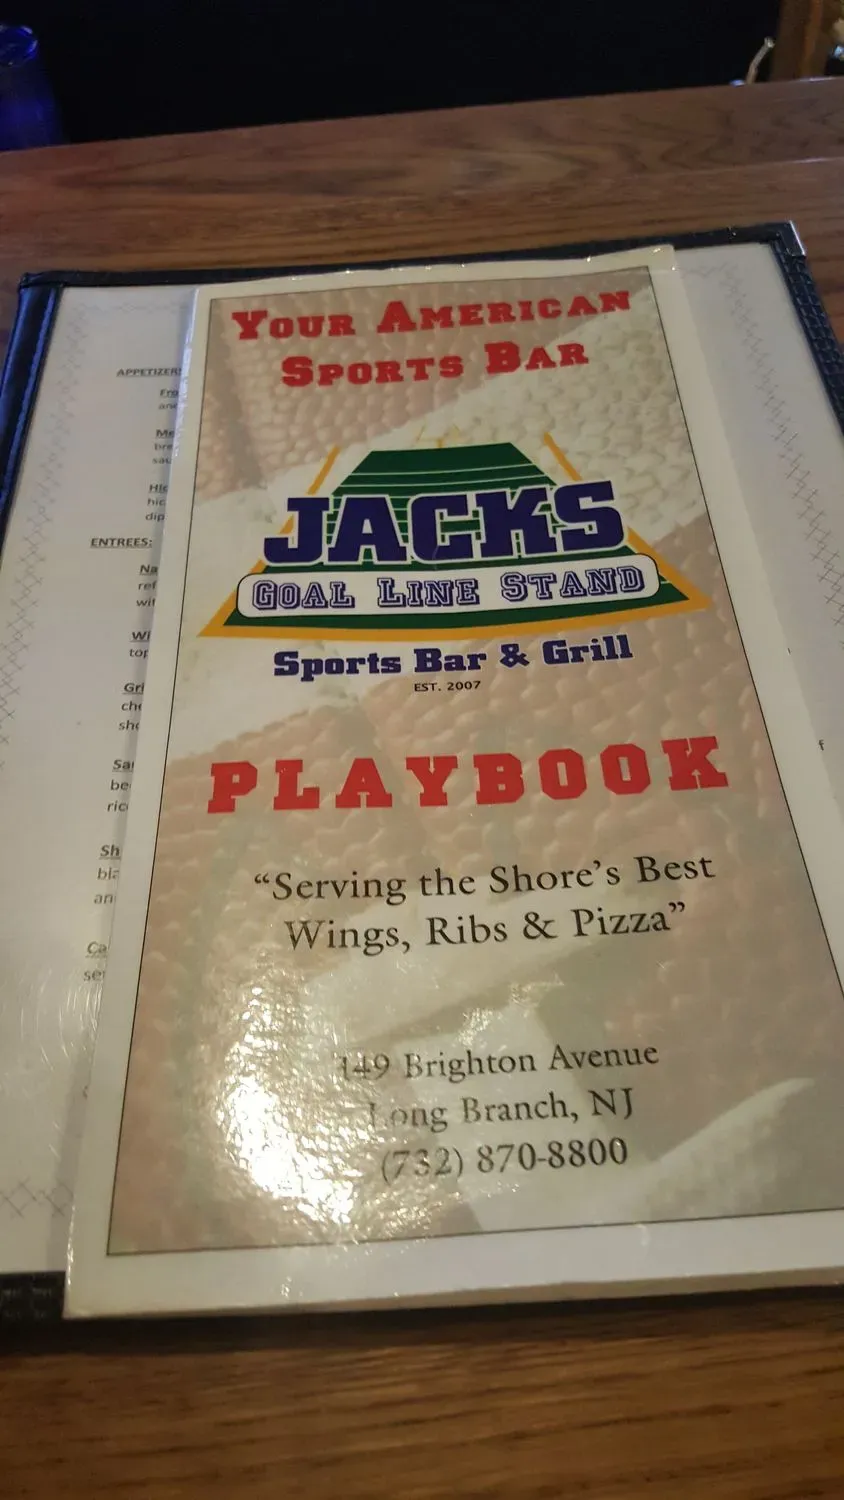 YOUR AMERICAN
SPORTS BAR
JACKS
GOAL LINE STAND
Sports Bar & Grill
EST. 2007
PLAYBOOK
“Serving the Shore’s Best
Wings, Ribs & Pizza”
149 Brighton Avenue
Long Branch, NJ
(732) 870-8800
APPETIZERS
ENTREES: